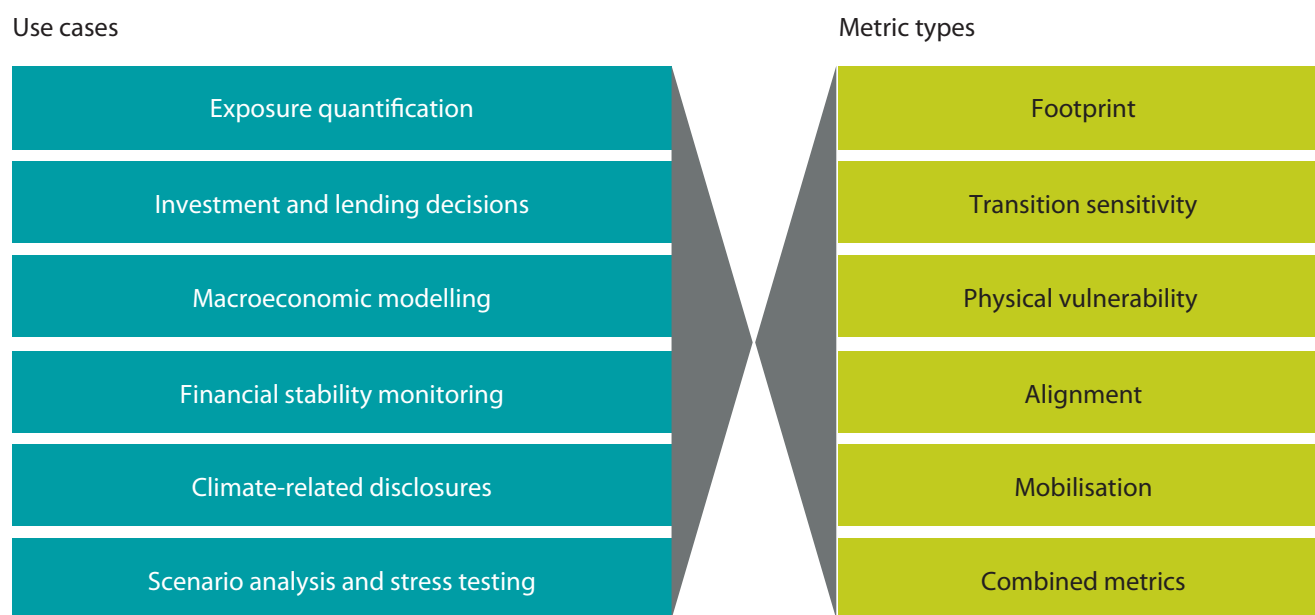 Use cases
Exposure quantification
Investment and lending decisions
Macroeconomic modelling
Financial stability monitoring
Climate-related disclosures
Scenario analysis and stress testing
Metric types
Footprint
Transition sensitivity
Physical vulnerability
Alignment
Mobilisation
Combined metrics